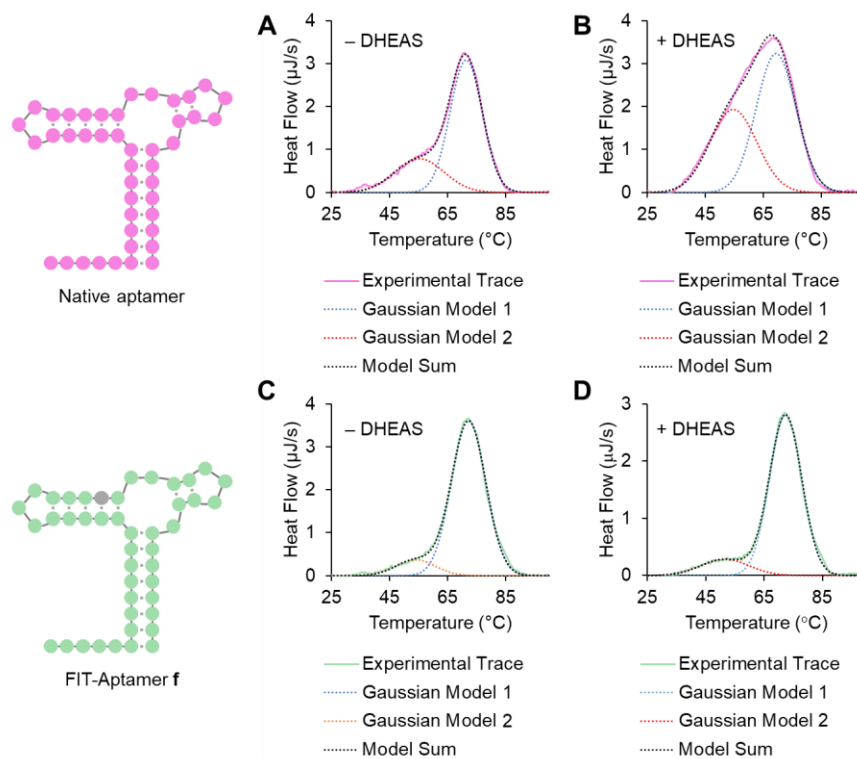 A
– DHEAS
Heat Flow (µJ/s)
4
3
2
1
0
25 45 65 85
Temperature (°C)
Experimental Trace
Gaussian Model 1
Gaussian Model 2
Model Sum
B
+ DHEAS
Heat Flow (µJ/s)
4
3
2
1
0
25 45 65 85
Temperature (°C)
Experimental Trace
Gaussian Model 1
Gaussian Model 2
Model Sum
Native aptamer
C
– DHEAS
Heat Flow (µJ/s)
4
3
2
1
0
25 45 65 85
Temperature (°C)
Experimental Trace
Gaussian Model 1
Gaussian Model 2
Model Sum
D
+ DHEAS
Heat Flow (µJ/s)
3
2
1
0
25 45 65 85
Temperature (°C)
Experimental Trace
Gaussian Model 1
Gaussian Model 2
Model Sum
FIT-Aptamer f